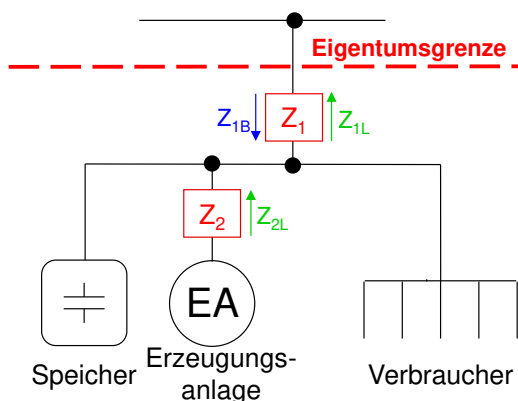 Eigentumsgrenze
Z1B
Z1
Z1L
Z2
Z2L
EA
Speicher
Erzeugungs-
anlage
Verbraucher